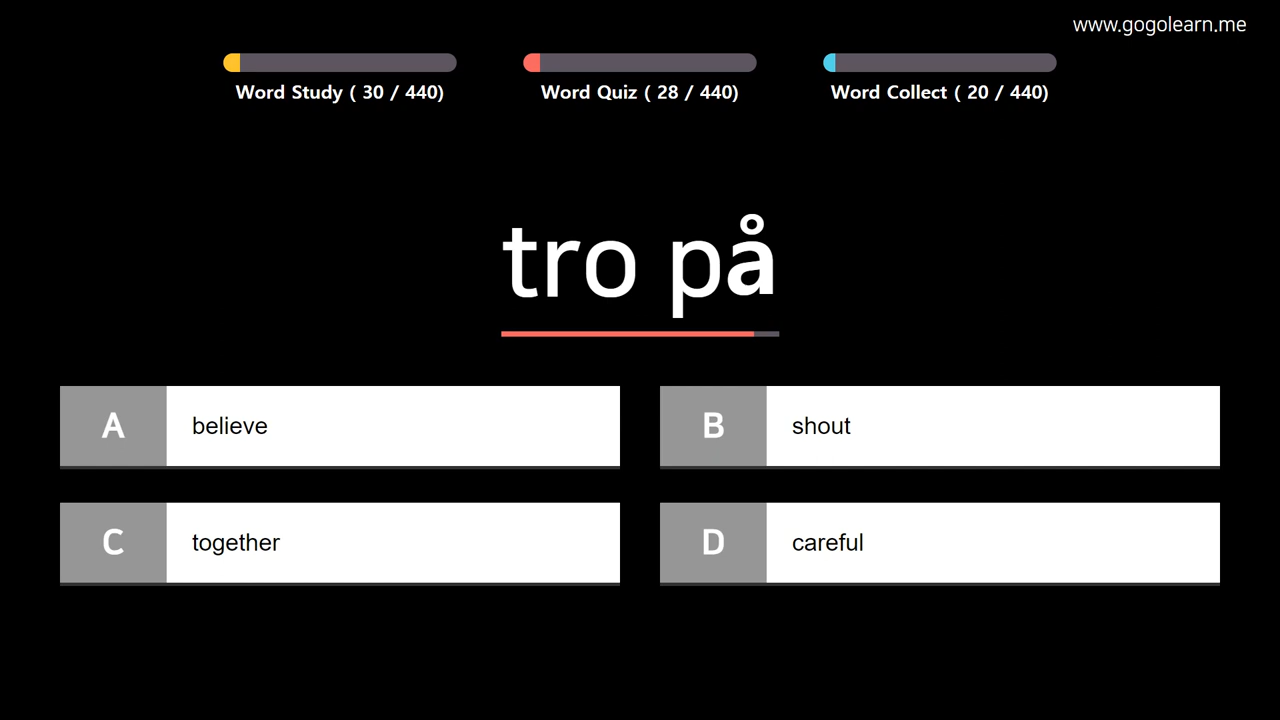 www.gogolearn.me
Word Study ( 30 / 440)
Word Quiz ( 28 / 440)
Word Collect ( 20 / 440)
tro på
A believe
B shout
C together
D careful